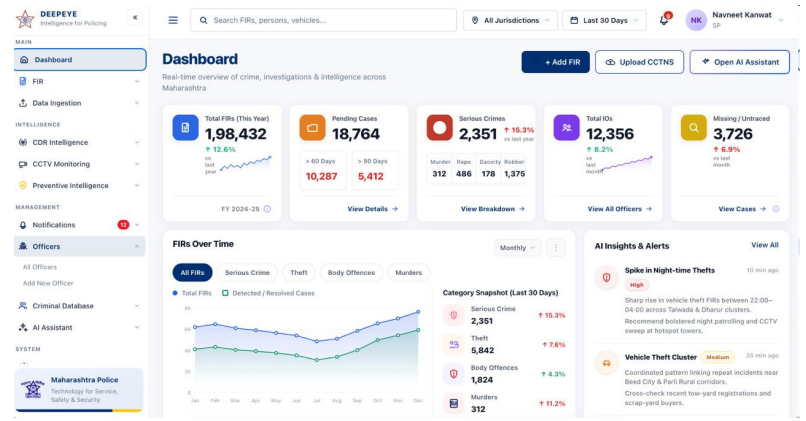 DEEPEYE
Intelligence for Policing
«
Search FIRs, persons, vehicles...
All Jurisdictions
Last 30 Days
9
NK
Navneet Kanwat
SP
MAIN
Dashboard
FIR
Data Ingestion
INTELLIGENCE
CDR Intelligence
CCTV Monitoring
Preventive Intelligence
MANAGEMENT
Notifications
12
Officers
All Officers
Add New Officer
Criminal Database
AI Assistant
SYSTEM
Maharashtra Police
Technology for Service,
Safety & Security
Dashboard
Real-time overview of crime, investigations & intelligence across
Maharashtra
+ Add FIR
Upload CCTNS
Open AI Assistant
Total FIRs (This Year)
1,98,432
↑ 12.6%
vs
last
year
FY 2024-25
Pending Cases
18,764
> 60 Days
10,287
> 90 Days
5,412
View Details →
Serious Crimes
2,351
↑ 15.3%
vs last year
Murder Rape Dacoity Robber
312 486 178 1,375
View Breakdown →
Total IOs
12,356
↑ 8.2%
vs
last
month
View All Officers →
Missing / Untraced
3,726
↑ 6.9%
vs last
month
View Cases →
FIRs Over Time
Monthly
All FIRs
Serious Crime
Theft
Body Offences
Murders
Total FIRs
Detected / Resolved Cases
8K
6K
4K
2K
0
Jan Feb Mar Apr May Jun Jul Aug Sep Oct Nov Dec
Category Snapshot (Last 30 Days)
Serious Crime
2,351
↑ 15.3%
Theft
5,842
↑ 7.6%
Body Offences
1,824
↑ 4.3%
Murders
312
↑ 11.2%
AI Insights & Alerts
View All
Spike in Night-time Thefts
10 min ago
High
Sharp rise in vehicle theft FIRs between 22:00–
04:00 across Talwada & Dharur clusters.
Recommend bolstered night patrolling and CCTV
sweep at hotspot towers.
Vehicle Theft Cluster
Medium
35 min ago
Coordinated pattern linking repeat incidents near
Beed City & Parli Rural corridors.
Cross-check recent tow-yard registrations and
scrap-yard buyers.